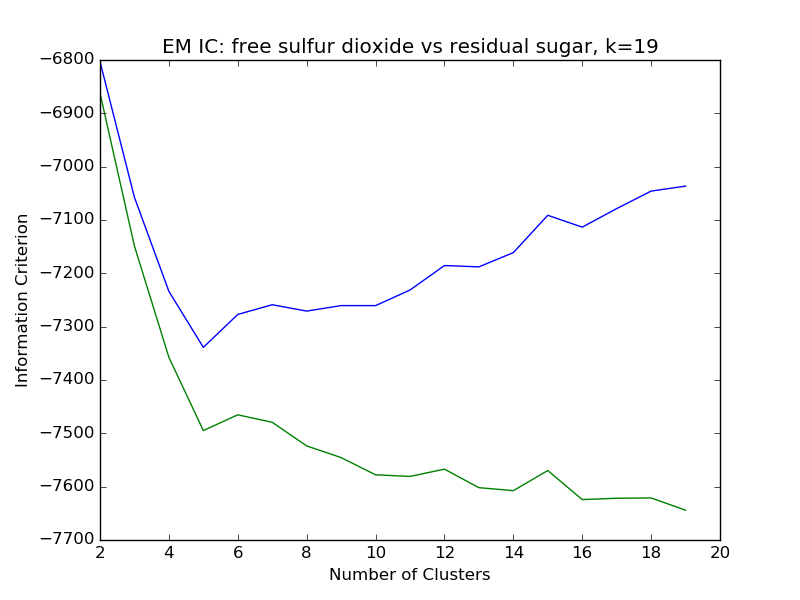 EM IC: free sulfur dioxide vs residual sugar, k=19
−6800
−6900
−7000
−7100
−7200
−7300
−7400
−7500
−7600
−7700
Information Criterion
2 4 6 8 10 12 14 16 18 20
Number of Clusters